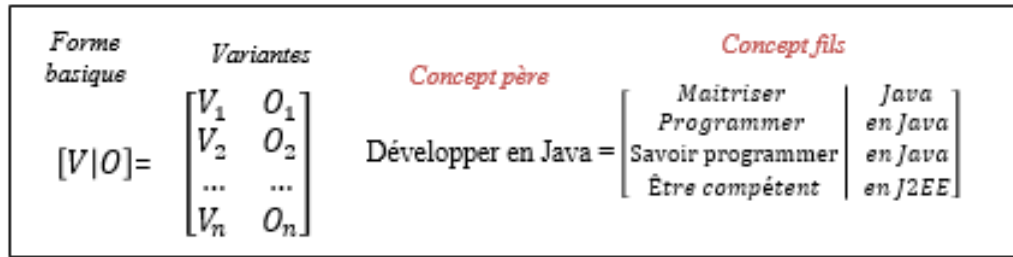 Forme
basique
Variantes
[V|O]=
V₁ O₁
V₂ O₂
... ...
Vₙ Oₙ
Concept père
Développer en Java =
Concept fils
Maitriser | Java
Programmer | en Java
Savoir programmer | en Java
Être compétent | en J2EE